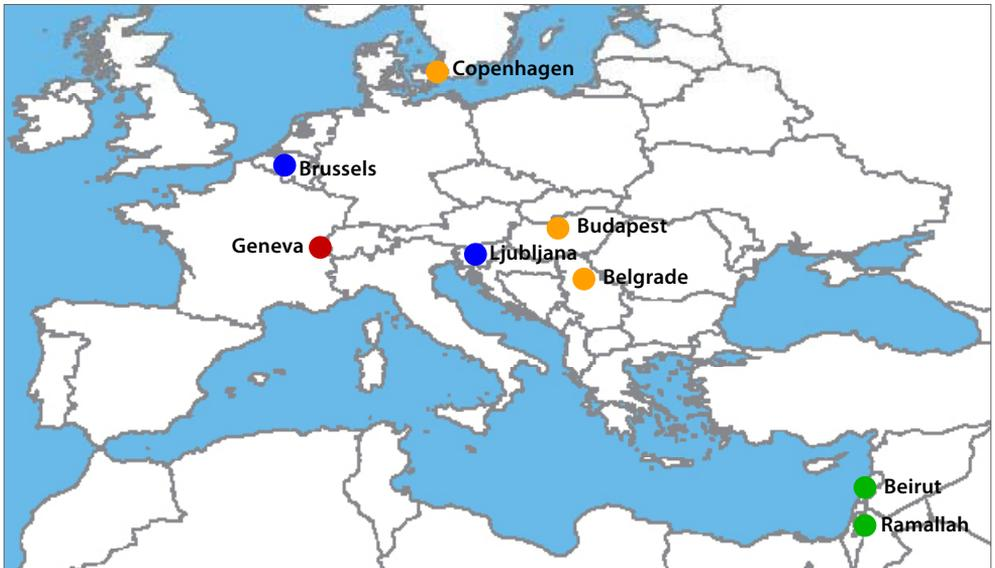 Copenhagen
Brussels
Budapest
Geneva
Ljubljana
Belgrade
Beirut
Ramallah